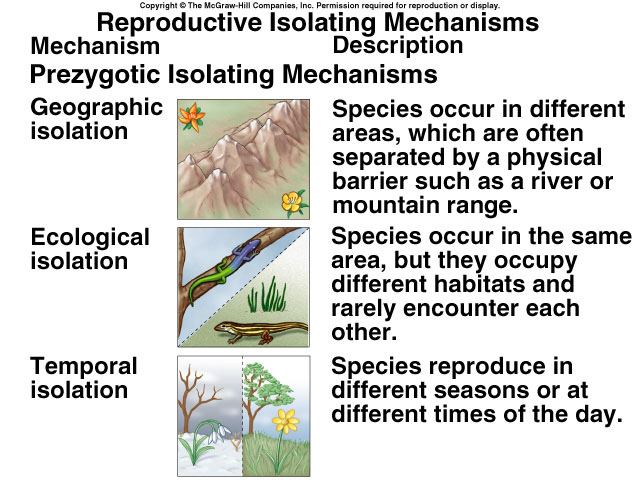 Copyright © The McGraw-Hill Companies, Inc. Permission required for reproduction or display.
Reproductive Isolating Mechanisms
Mechanism Description
Prezygotic Isolating Mechanisms
Geographic
isolation
Species occur in different
areas, which are often
separated by a physical
barrier such as a river or
mountain range.
Ecological
isolation
Species occur in the same
area, but they occupy
different habitats and
rarely encounter each
other.
Temporal
isolation
Species reproduce in
different seasons or at
different times of the day.